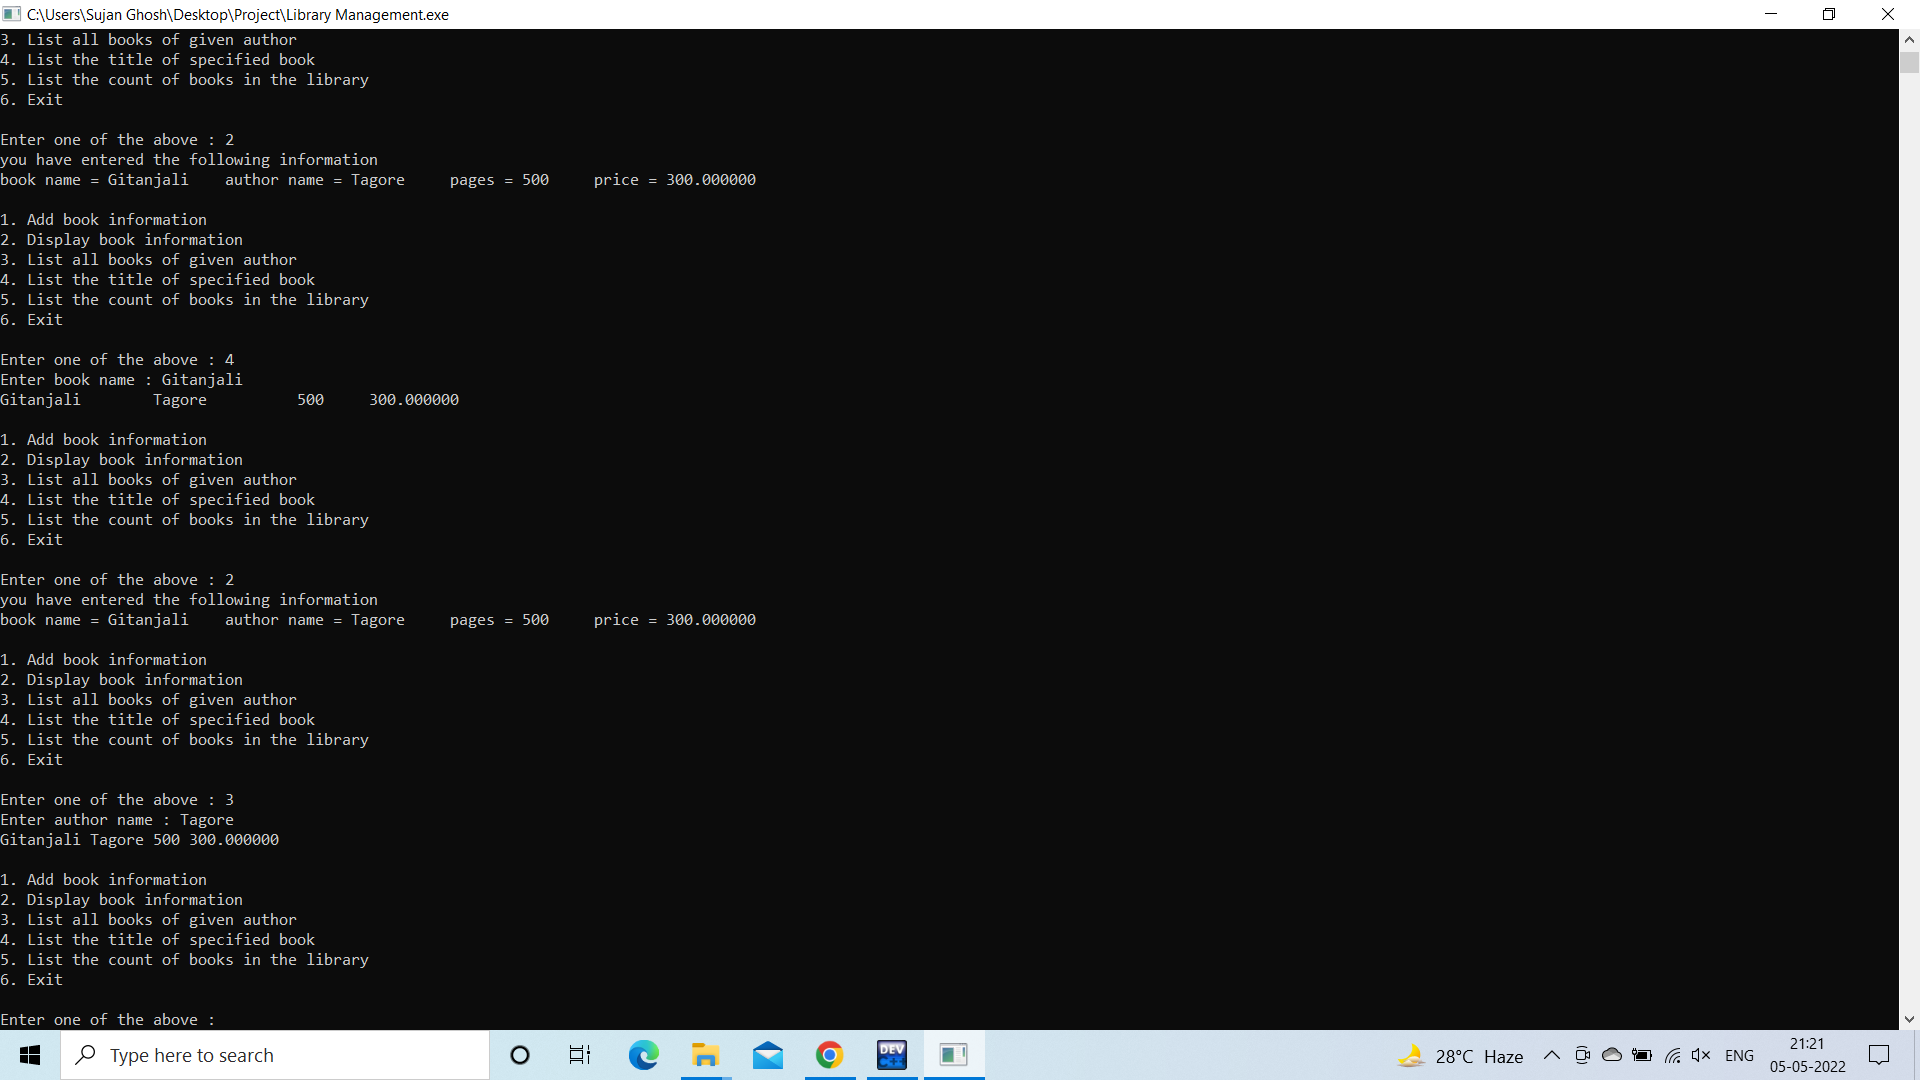 C:\Users\Sujan Ghosh\Desktop\Project\Library Management.exe
3. List all books of given author
4. List the title of specified book
5. List the count of books in the library
6. Exit
Enter one of the above : 2
you have entered the following information
book name = Gitanjali    author name = Tagore     pages = 500     price = 300.000000
1. Add book information
2. Display book information
3. List all books of given author
4. List the title of specified book
5. List the count of books in the library
6. Exit
Enter one of the above : 4
Enter book name : Gitanjali
Gitanjali        Tagore          500     300.000000
1. Add book information
2. Display book information
3. List all books of given author
4. List the title of specified book
5. List the count of books in the library
6. Exit
Enter one of the above : 2
you have entered the following information
book name = Gitanjali    author name = Tagore     pages = 500     price = 300.000000
1. Add book information
2. Display book information
3. List all books of given author
4. List the title of specified book
5. List the count of books in the library
6. Exit
Enter one of the above : 3
Enter author name : Tagore
Gitanjali Tagore 500 300.000000
1. Add book information
2. Display book information
3. List all books of given author
4. List the title of specified book
5. List the count of books in the library
6. Exit
Enter one of the above :
Type here to search
DEV C++
28°C Haze
ENG
21:21
05-05-2022